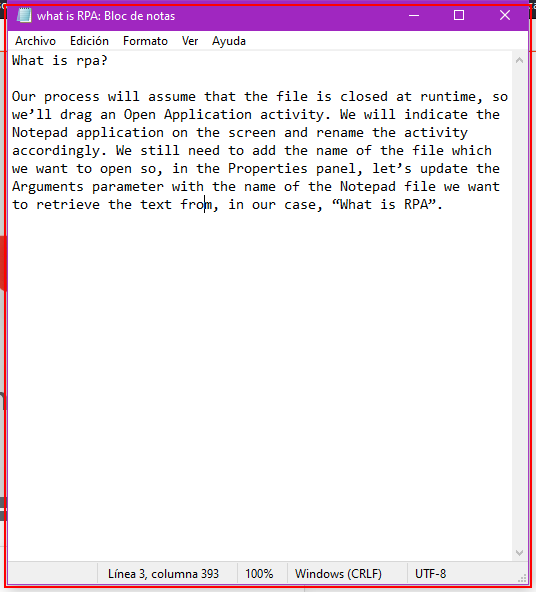 what is RPA: Bloc de notas
Archivo Edición Formato Ver Ayuda
What is rpa?
Our process will assume that the file is closed at runtime, so
we’ll drag an Open Application activity. We will indicate the
Notepad application on the screen and rename the activity
accordingly. We still need to add the name of the file which
we want to open so, in the Properties panel, let’s update the
Arguments parameter with the name of the Notepad file we want
to retrieve the text from, in our case, “What is RPA”.
Línea 3, columna 393 100% Windows (CRLF) UTF-8